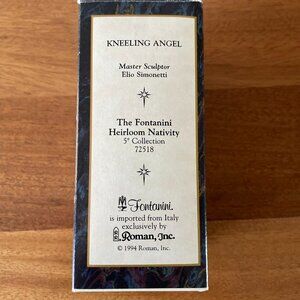 KNEELING ANGEL
Master Sculptor
Elio Simonetti
The Fontanini
Heirloom Nativity
5" Collection
72518
Fontanini.
is imported from Italy
exclusively by
Roman, Inc.
© 1994 Roman, Inc.